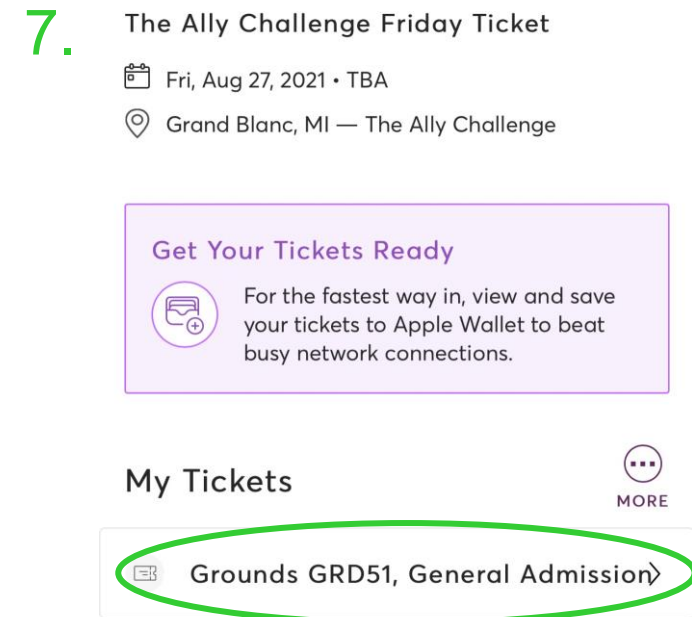 7.
The Ally Challenge Friday Ticket
Fri, Aug 27, 2021 • TBA
Grand Blanc, MI — The Ally Challenge
Get Your Tickets Ready
For the fastest way in, view and save
your tickets to Apple Wallet to beat
busy network connections.
My Tickets
MORE
Grounds GRD51, General Admission